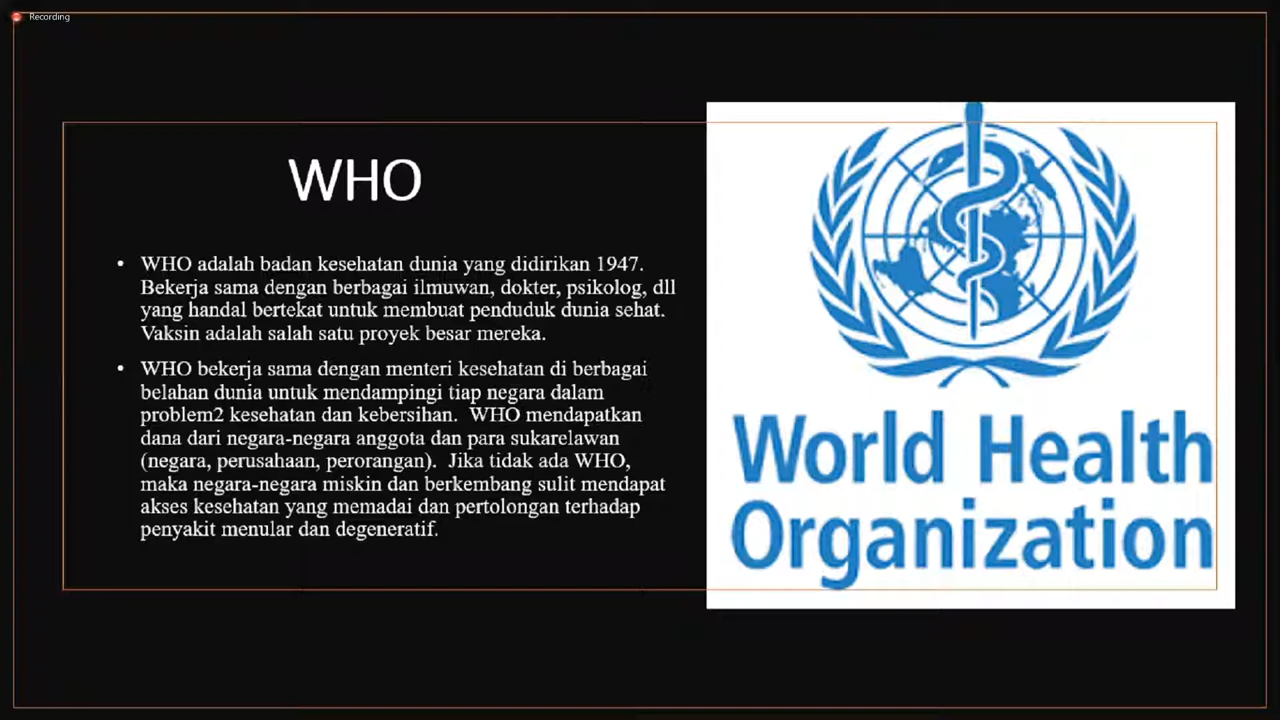 Recording
WHO
• WHO adalah badan kesehatan dunia yang didirikan 1947.
Bekerja sama dengan berbagai ilmuwan, dokter, psikolog, dll
yang handal bertekat untuk membuat penduduk dunia sehat.
Vaksin adalah salah satu proyek besar mereka.
• WHO bekerja sama dengan menteri kesehatan di berbagai
belahan dunia untuk mendampingi tiap negara dalam
problem2 kesehatan dan kebersihan. WHO mendapatkan
dana dari negara-negara anggota dan para sukarelawan
(negara, perusahaan, perorangan). Jika tidak ada WHO,
maka negara-negara miskin dan berkembang sulit mendapat
akses kesehatan yang memadai dan pertolongan terhadap
penyakit menular dan degeneratif.
World Health
Organization